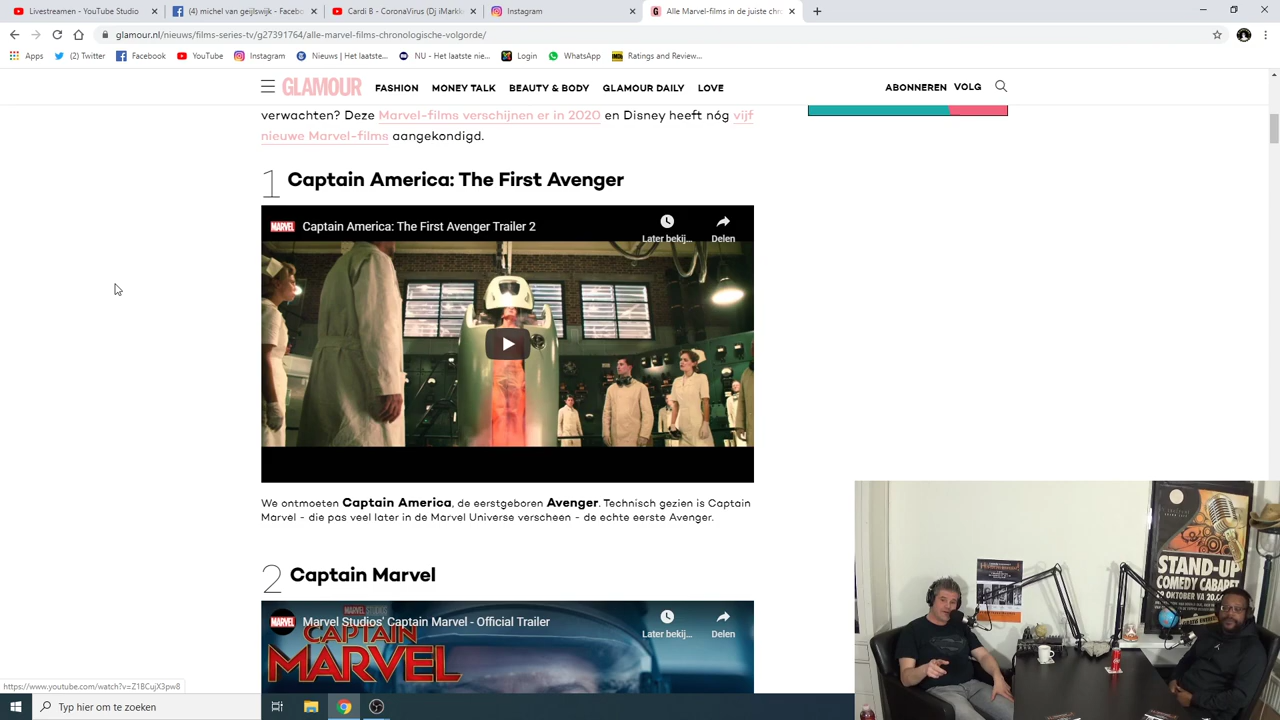 Livestreamen - YouTube Studio
(4) michel van geijlswijk - Facebo
Cardi B - CoronaVirus (Dj iMarkk
Instagram
Alle Marvel-films in de juiste chr
glamour.nl/nieuws/films-series-tv/g27391764/alle-marvel-films-chronologische-volgorde/
Apps
(2) Twitter
Facebook
YouTube
Instagram
Nieuws | Het laatste...
NU - Het laatste nie...
Login
WhatsApp
Ratings and Review...
GLAMOUR
FASHION
MONEY TALK
BEAUTY & BODY
GLAMOUR DAILY
LOVE
ABONNEREN
VOLG
verwachten? Deze Marvel-films verschijnen er in 2020 en Disney heeft nóg vijf
nieuwe Marvel-films aangekondigd.
1 Captain America: The First Avenger
MARVEL
Captain America: The First Avenger Trailer 2
Later bekij...
Delen
We ontmoeten Captain America, de eerstgeboren Avenger. Technisch gezien is Captain
Marvel - die pas veel later in de Marvel Universe verscheen - de echte eerste Avenger.
2 Captain Marvel
MARVEL STUDIOS
Marvel Studios' Captain Marvel - Official Trailer
Later bekij...
Delen
CAPTAIN
MARVEL
STAND-UP
COMEDY CABARET
https://www.youtube.com/watch?v=Z1BCujX3pw8
Typ hier om te zoeken